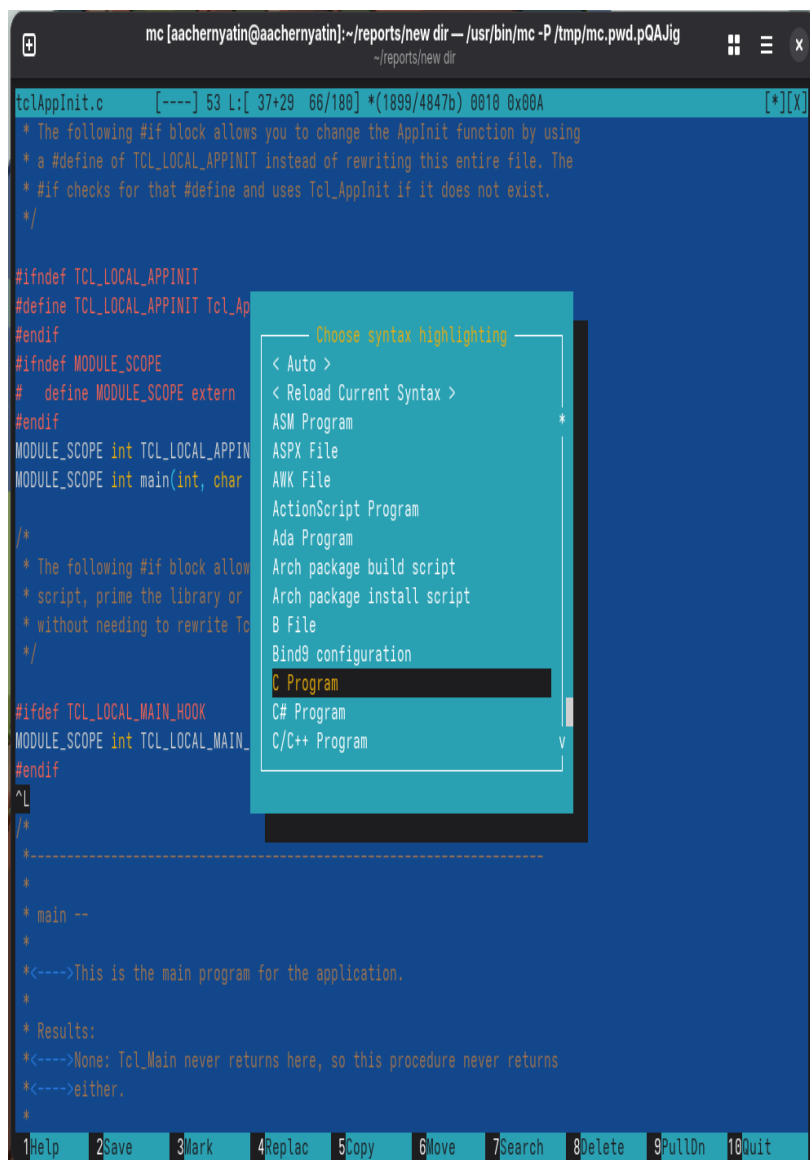 mc [aachernyatin@aachernyatin]:~/reports/new dir — /usr/bin/mc -P /tmp/mc.pwd.pQAJig
~/reports/new dir
tclAppInit.c [----] 53 L:[ 37+29 66/180] *(1899/4847b) 0010 0x00A [*][X]
* The following #if block allows you to change the AppInit function by using
* a #define of TCL_LOCAL_APPINIT instead of rewriting this entire file. The
* #if checks for that #define and uses Tcl_AppInit if it does not exist.
*/
#ifndef TCL_LOCAL_APPINIT
#define TCL_LOCAL_APPINIT Tcl_Ap
#endif
#ifndef MODULE_SCOPE
# define MODULE_SCOPE extern
#endif
MODULE_SCOPE int TCL_LOCAL_APPIN
MODULE_SCOPE int main(int, char
/*
* The following #if block allow
* script, prime the library or
* without needing to rewrite Tc
*/
#ifdef TCL_LOCAL_MAIN_HOOK
MODULE_SCOPE int TCL_LOCAL_MAIN_
#endif
^L
/*
*----------------------------------------------------------------------
*
* main --
*
*<---->This is the main program for the application.
*
* Results:
*<---->None: Tcl_Main never returns here, so this procedure never returns
*<---->either.
*
Choose syntax highlighting
< Auto >
< Reload Current Syntax >
ASM Program
ASPX File
AWK File
ActionScript Program
Ada Program
Arch package build script
Arch package install script
B File
Bind9 configuration
C Program
C# Program
C/C++ Program
1Help 2Save 3Mark 4Replac 5Copy 6Move 7Search 8Delete 9PullDn 10Quit